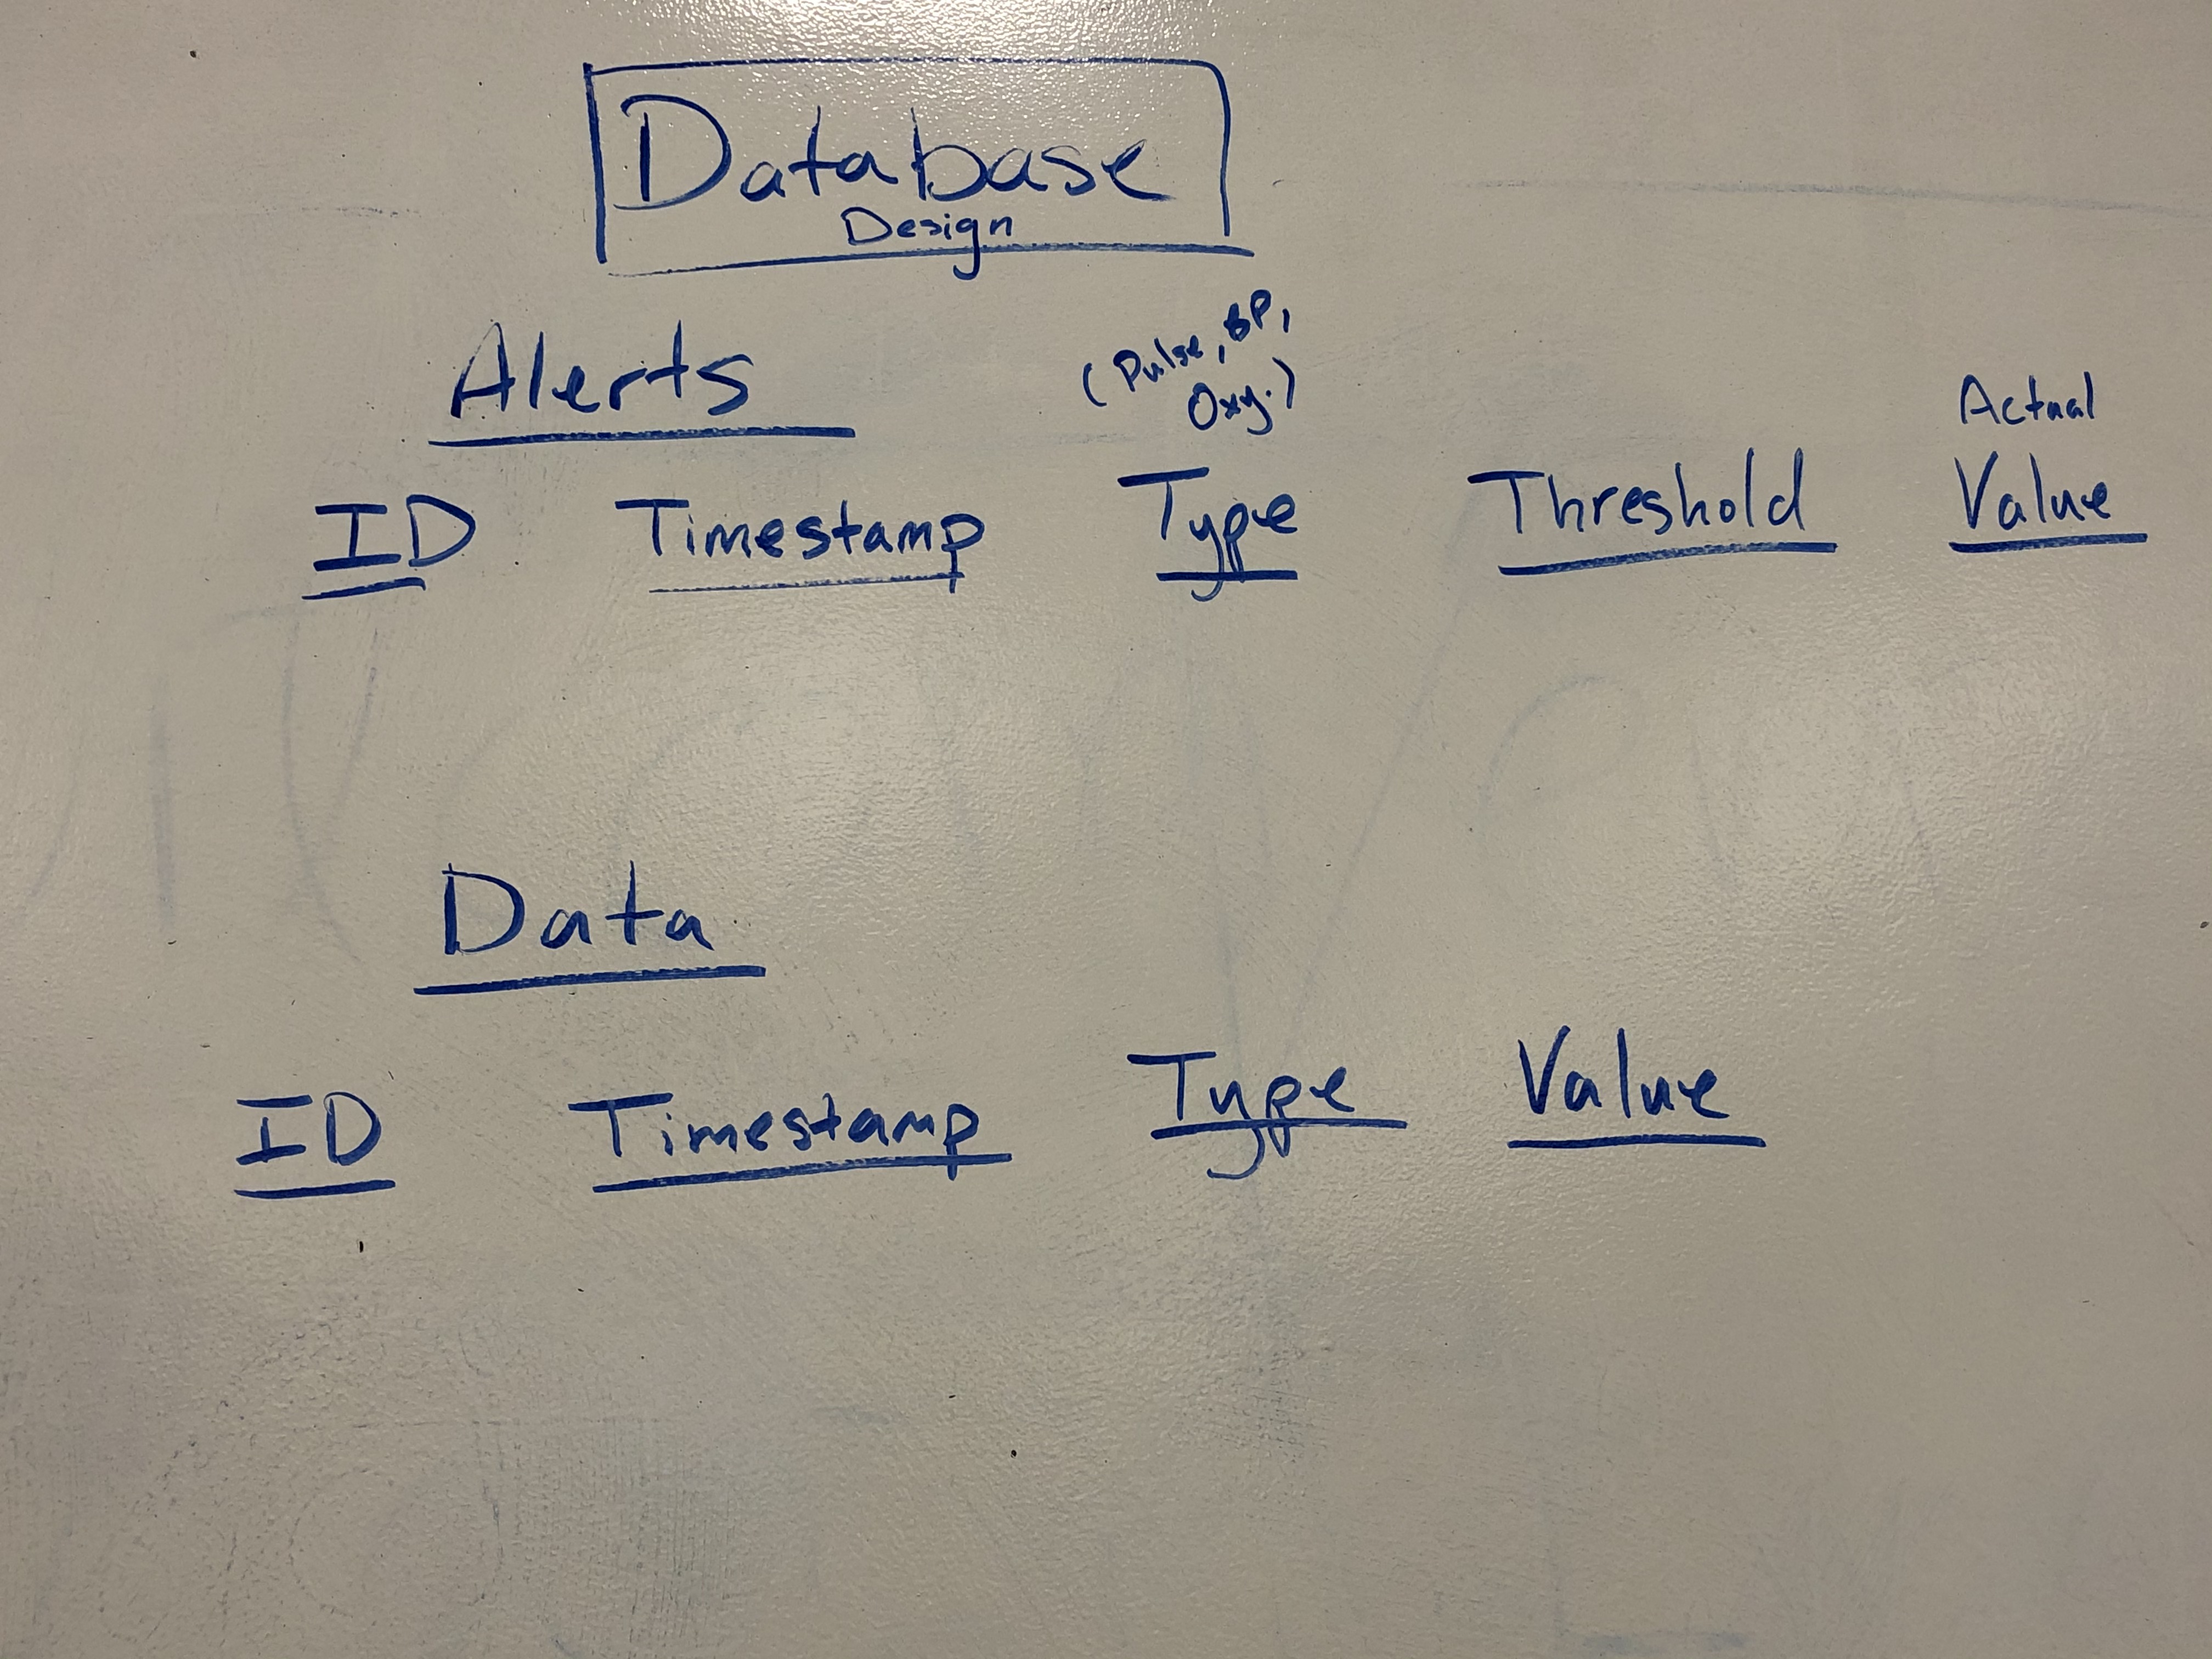 Database
Design
Alerts
(Pulse, BP,
Oxy.)
Actual
ID Timestamp Type Threshold Value
Data
ID Timestamp Type Value